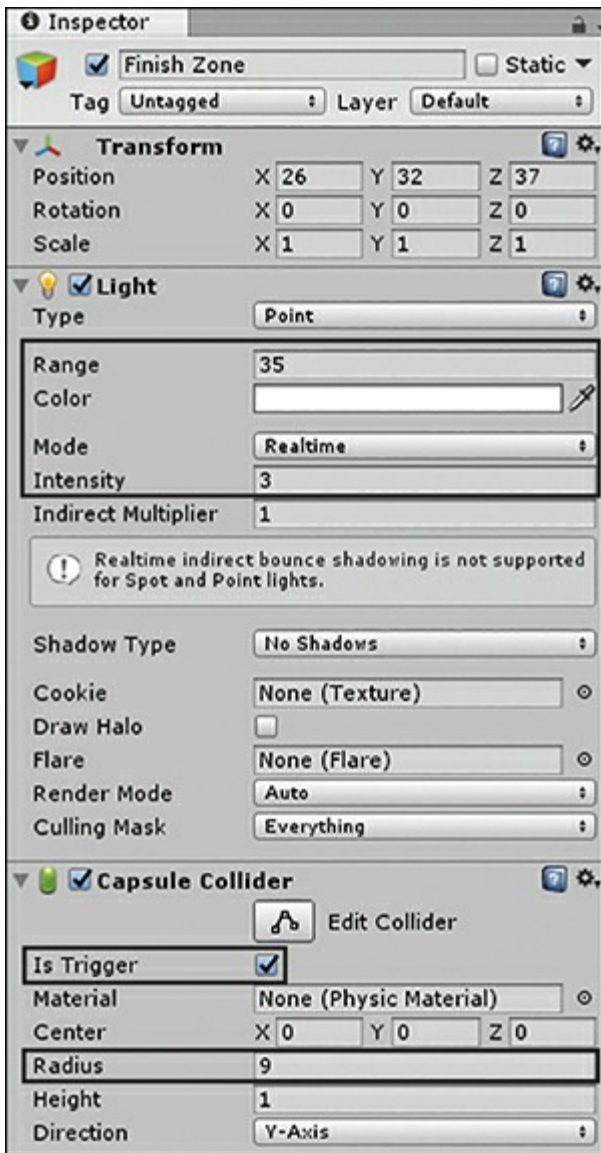 Inspector
Finish Zone Static
Tag Untagged Layer Default
Transform
Position X 26 Y 32 Z 37
Rotation X 0 Y 0 Z 0
Scale X 1 Y 1 Z 1
Light
Type Point
Range 35
Color
Mode Realtime
Intensity 3
Indirect Multiplier 1
Realtime indirect bounce shadowing is not supported
for Spot and Point lights.
Shadow Type No Shadows
Cookie None (Texture)
Draw Halo
Flare None (Flare)
Render Mode Auto
Culling Mask Everything
Capsule Collider
Edit Collider
Is Trigger
Material None (Physic Material)
Center X 0 Y 0 Z 0
Radius 9
Height 1
Direction Y-Axis